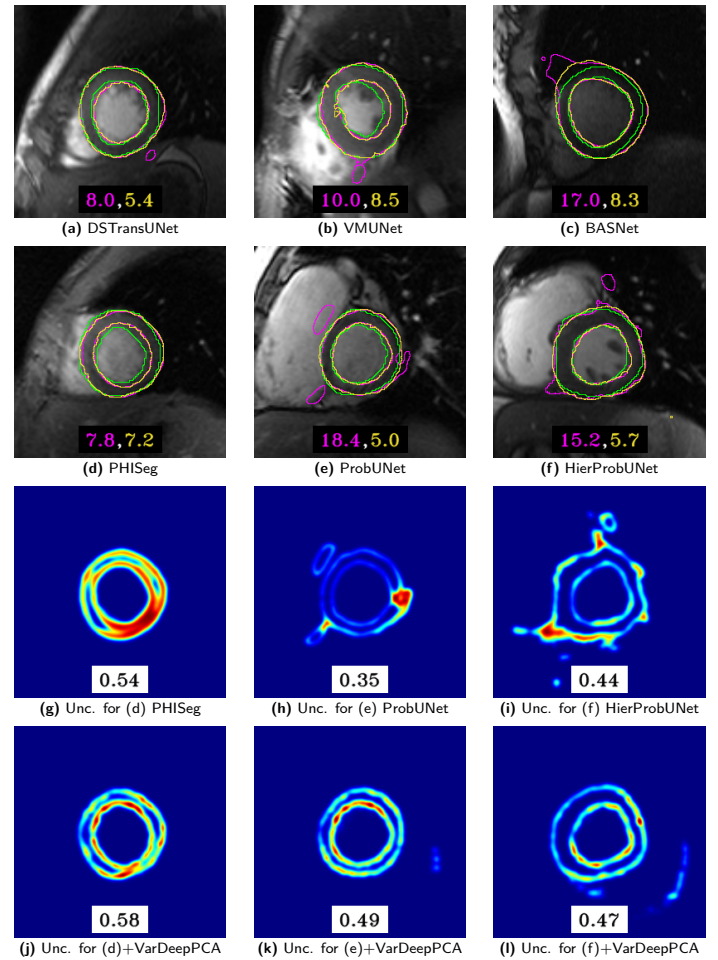 8.0,5.4
10.0,8.5
17.0,8.3
(a) DSTransUNet
(b) VMUNet
(c) BASNet
7.8,7.2
18.4,5.0
15.2,5.7
(d) PHISeg
(e) ProbUNet
(f) HierProbUNet
0.54
0.35
0.44
(g) Unc. for (d) PHISeg
(h) Unc. for (e) ProbUNet
(i) Unc. for (f) HierProbUNet
0.58
0.49
0.47
(j) Unc. for (d)+VarDeepPCA
(k) Unc. for (e)+VarDeepPCA
(l) Unc. for (f)+VarDeepPCA